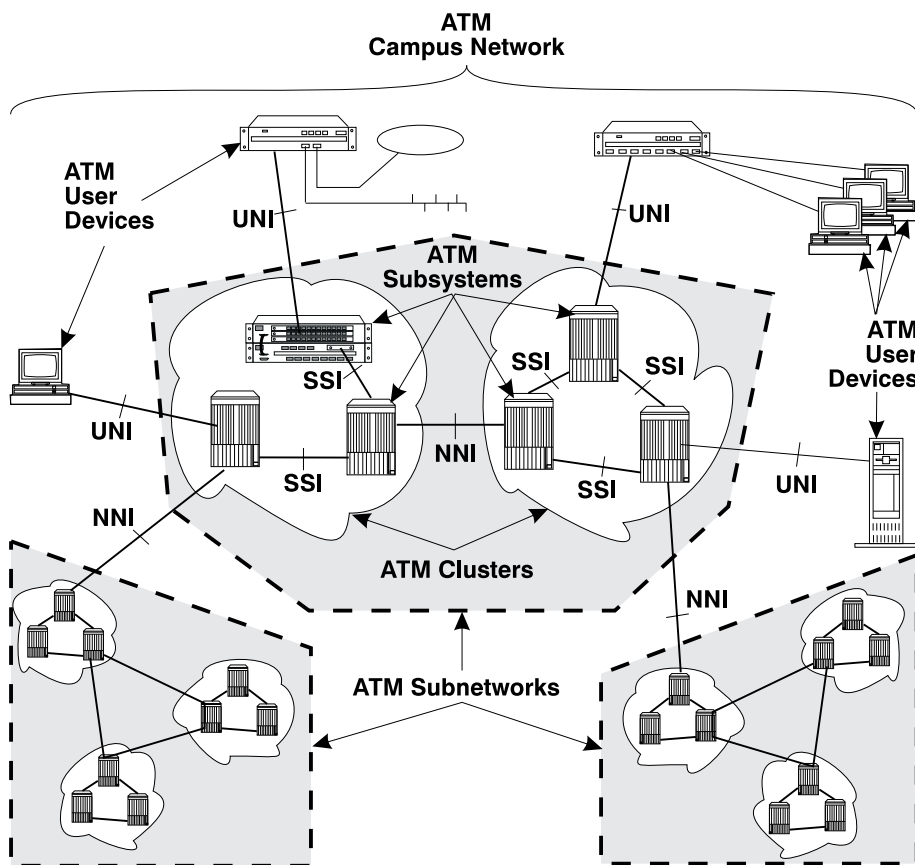 ATM
Campus Network
ATM
User
Devices
UNI
UNI
ATM
Subsystems
ATM
User
Devices
SSI
SSI
SSI
UNI
NNI
SSI
SSI
UNI
NNI
ATM Clusters
NNI
ATM Subnetworks